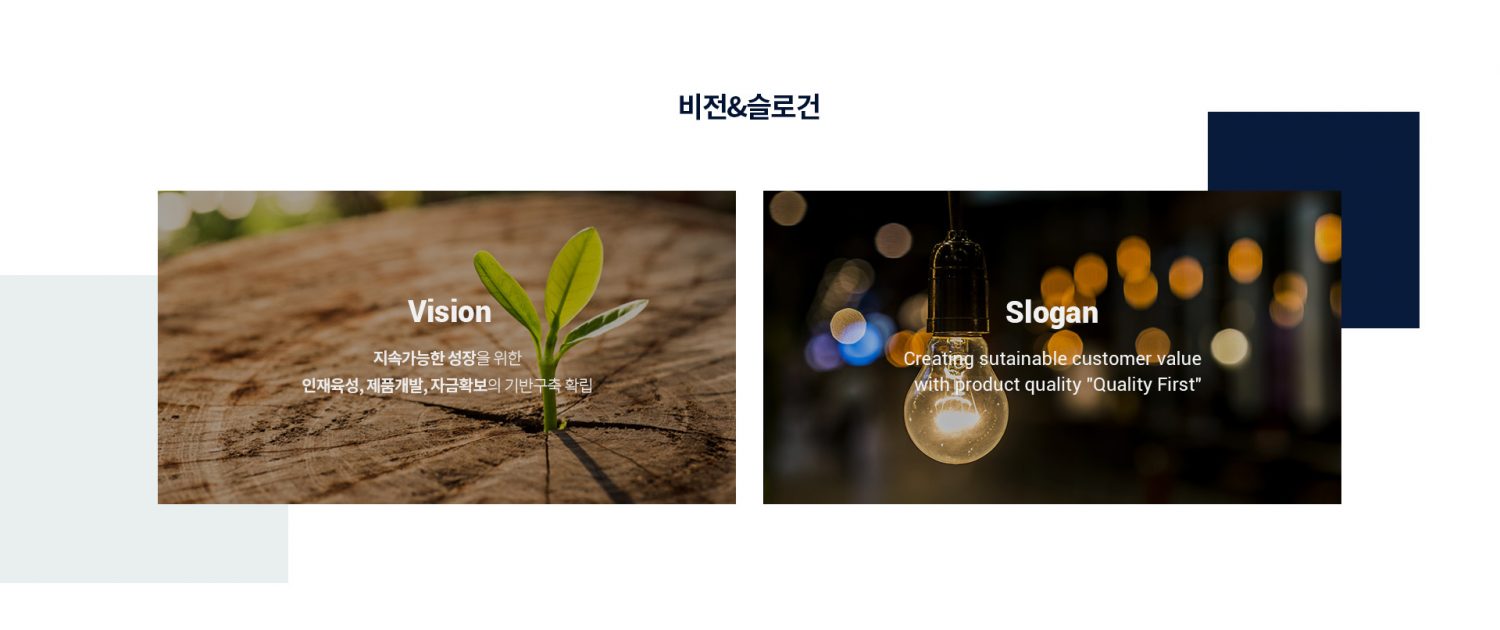 비전&슬로건
Vision
지속가능한 성장을 위한
인재육성, 제품개발, 자금확보의 기반구축 확립
Slogan
Creating sutainable customer value
with product quality "Quality First"